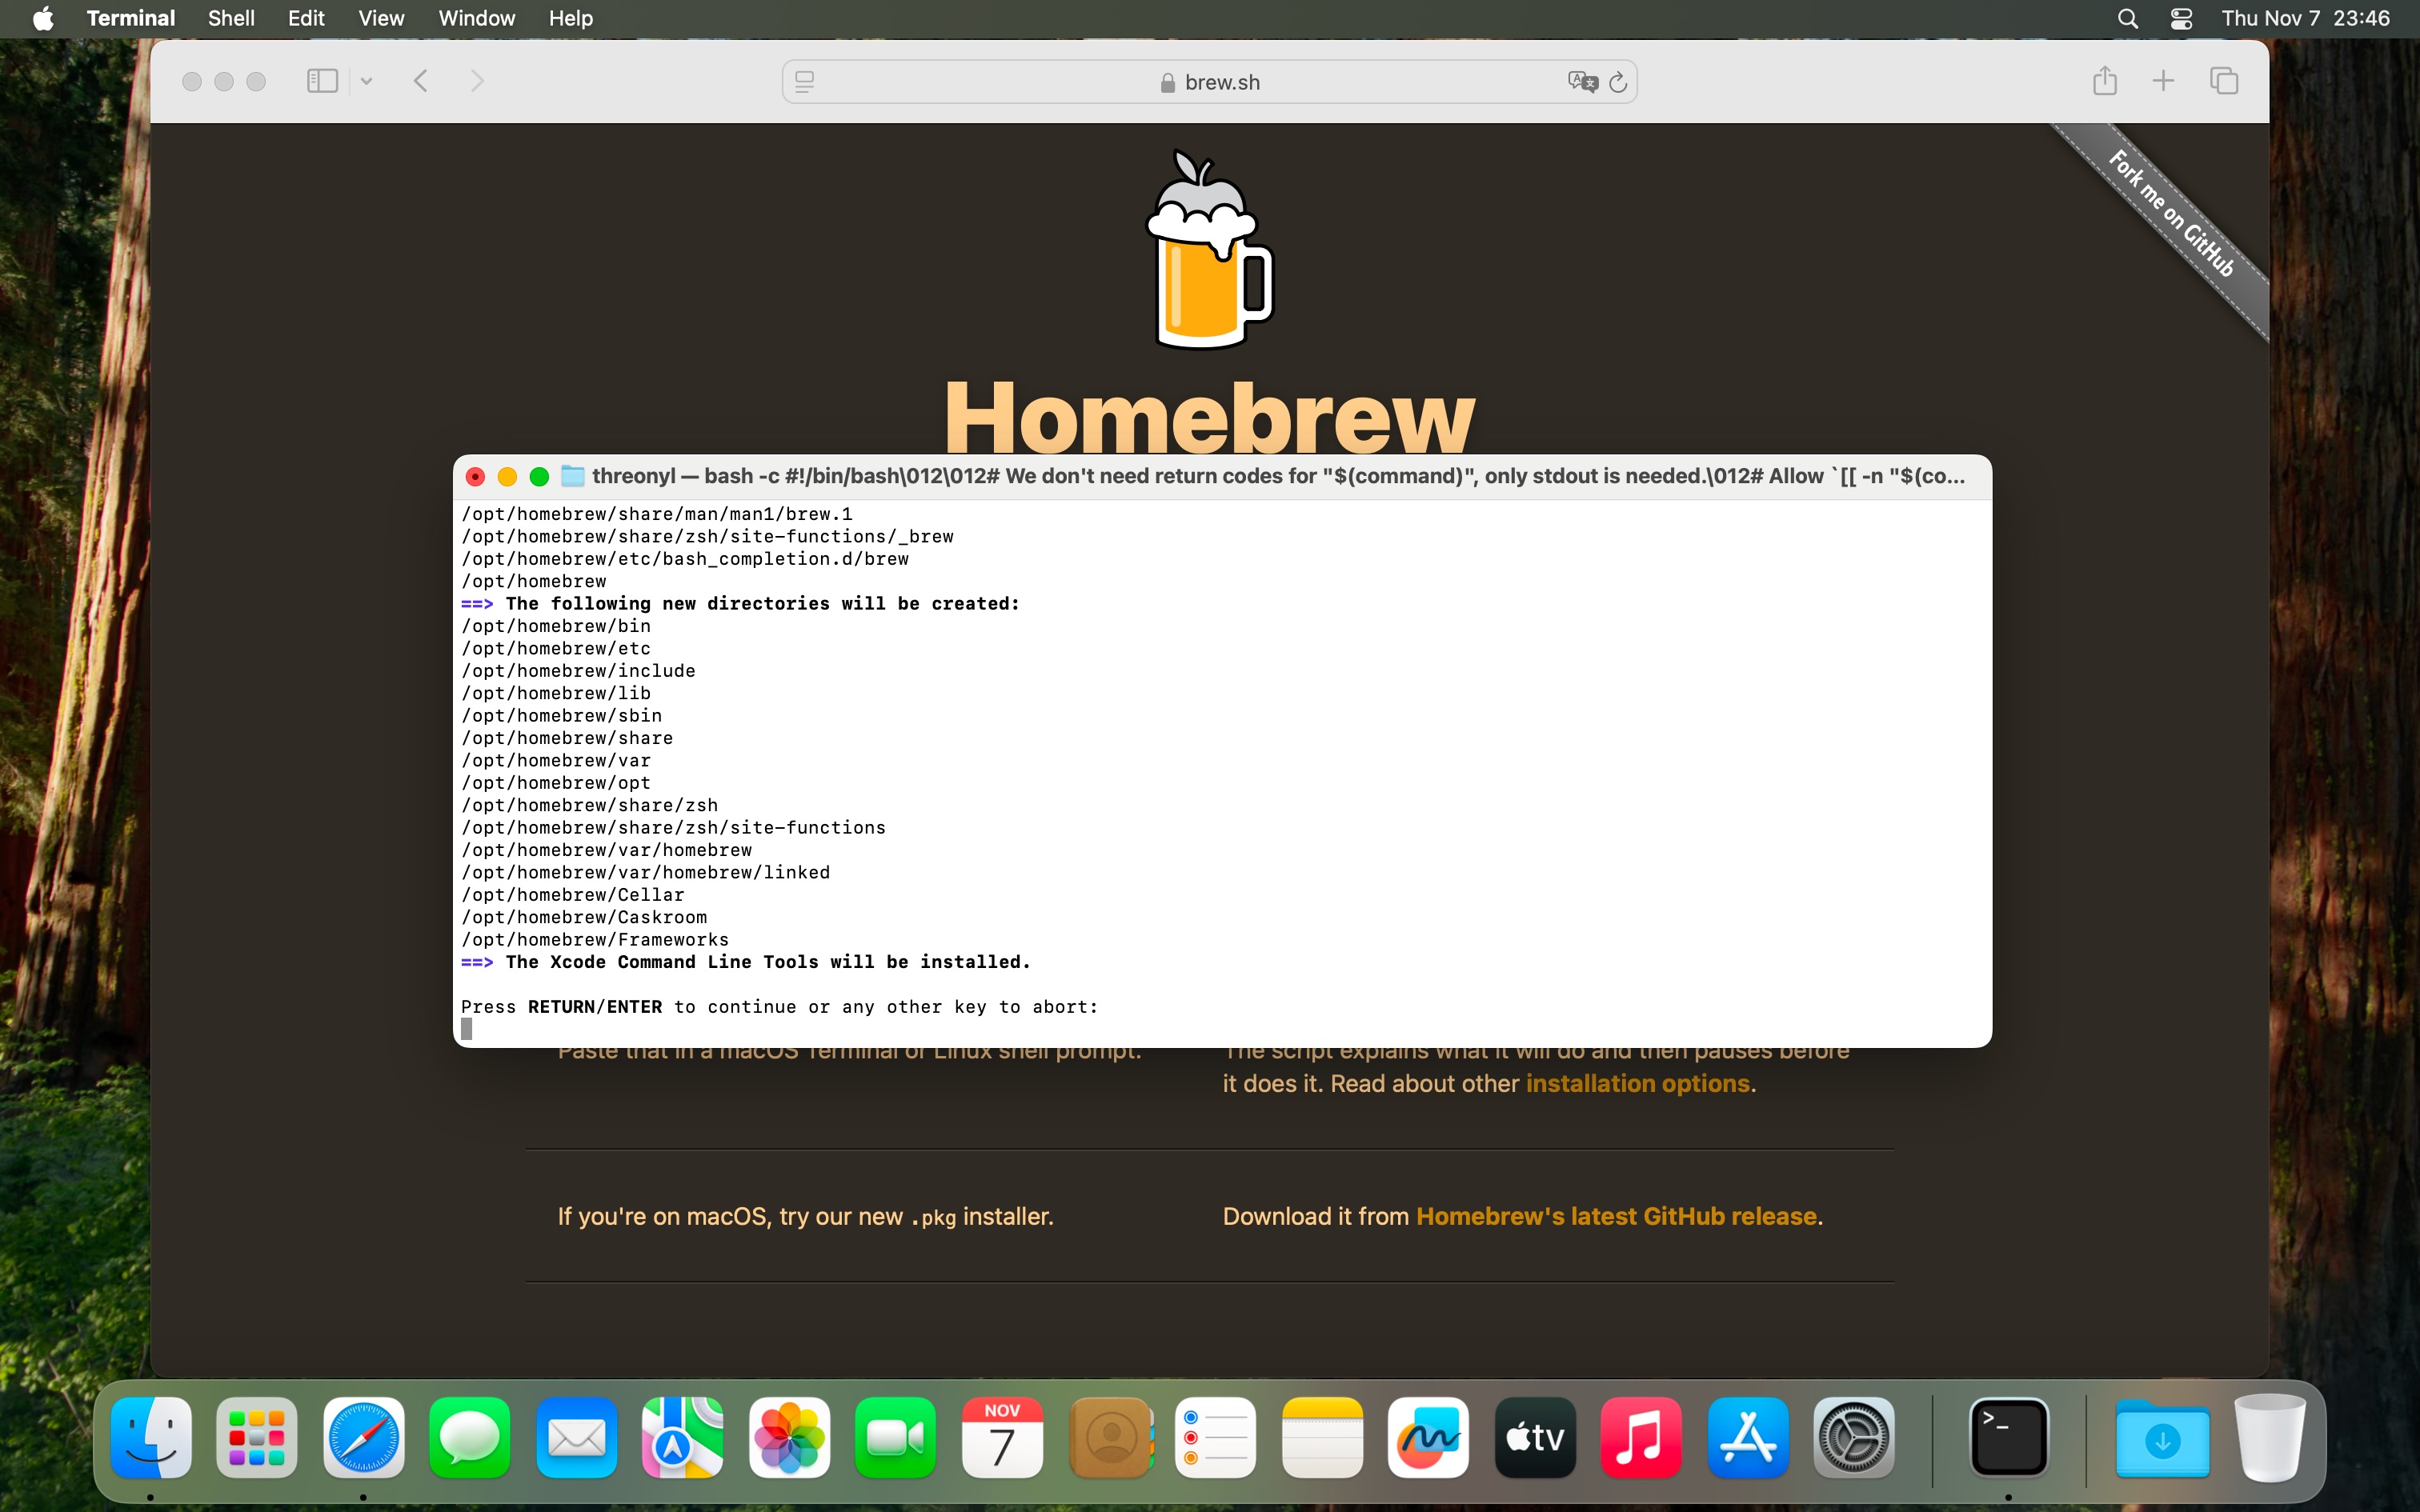 Terminal Shell Edit View Window Help Thu Nov 7 23:46
brew.sh
Fork me on GitHub
Homebrew
threonyl — bash -c #!/bin/bash\012\012# We don't need return codes for "$(command)", only stdout is needed.\012# Allow `[[ -n "$(co...
/opt/homebrew/share/man/man1/brew.1
/opt/homebrew/share/zsh/site-functions/_brew
/opt/homebrew/etc/bash_completion.d/brew
/opt/homebrew
==> The following new directories will be created:
/opt/homebrew/bin
/opt/homebrew/etc
/opt/homebrew/include
/opt/homebrew/lib
/opt/homebrew/sbin
/opt/homebrew/share
/opt/homebrew/var
/opt/homebrew/opt
/opt/homebrew/share/zsh
/opt/homebrew/share/zsh/site-functions
/opt/homebrew/var/homebrew
/opt/homebrew/var/homebrew/linked
/opt/homebrew/Cellar
/opt/homebrew/Caskroom
/opt/homebrew/Frameworks
==> The Xcode Command Line Tools will be installed.
Press RETURN/ENTER to continue or any other key to abort:
Paste that in a macOS Terminal or Linux shell prompt.
The script explains what it will do and then pauses before
it does it. Read about other installation options.
If you're on macOS, try our new .pkg installer.
Download it from Homebrew's latest GitHub release.
NOV
7
tv
>_